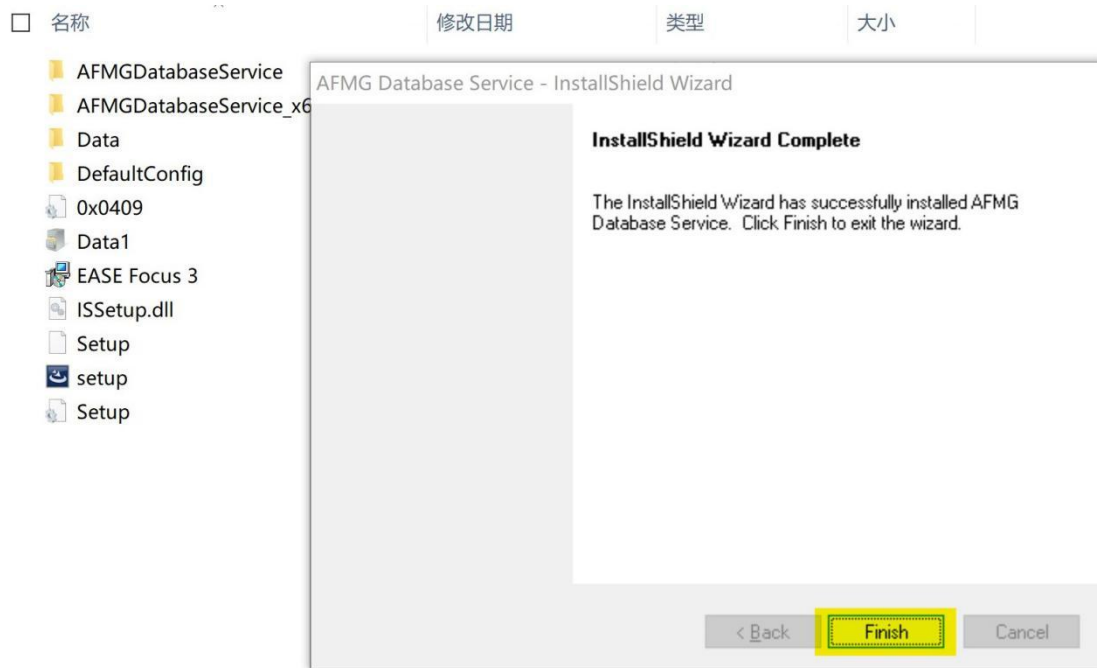 名称 修改日期 类型 大小
AFMGDatabaseService
AFMGDatabaseService_x6
Data
DefaultConfig
0x0409
Data1
EASE Focus 3
ISSetup.dll
Setup
setup
Setup
AFMG Database Service - InstallShield Wizard
InstallShield Wizard Complete
The InstallShield Wizard has successfully installed AFMG
Database Service. Click Finish to exit the wizard.
< Back Finish Cancel